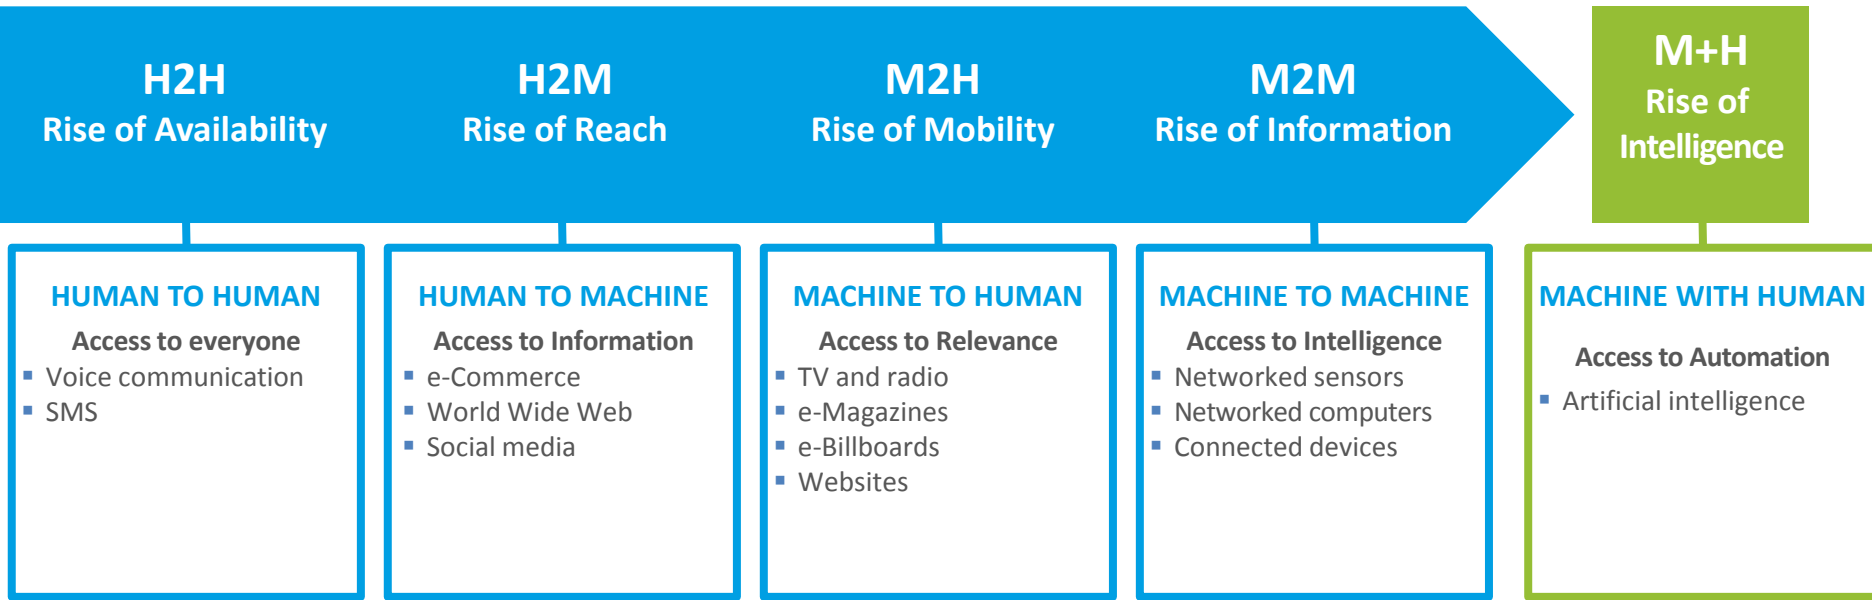 H2H
Rise of Availability
H2M
Rise of Reach
M2H
Rise of Mobility
M2M
Rise of Information
M+H
Rise of
Intelligence
HUMAN TO HUMAN
Access to everyone
▪ Voice communication
▪ SMS
HUMAN TO MACHINE
Access to Information
▪ e-Commerce
▪ World Wide Web
▪ Social media
MACHINE TO HUMAN
Access to Relevance
▪ TV and radio
▪ e-Magazines
▪ e-Billboards
▪ Websites
MACHINE TO MACHINE
Access to Intelligence
▪ Networked sensors
▪ Networked computers
▪ Connected devices
MACHINE WITH HUMAN
Access to Automation
▪ Artificial intelligence